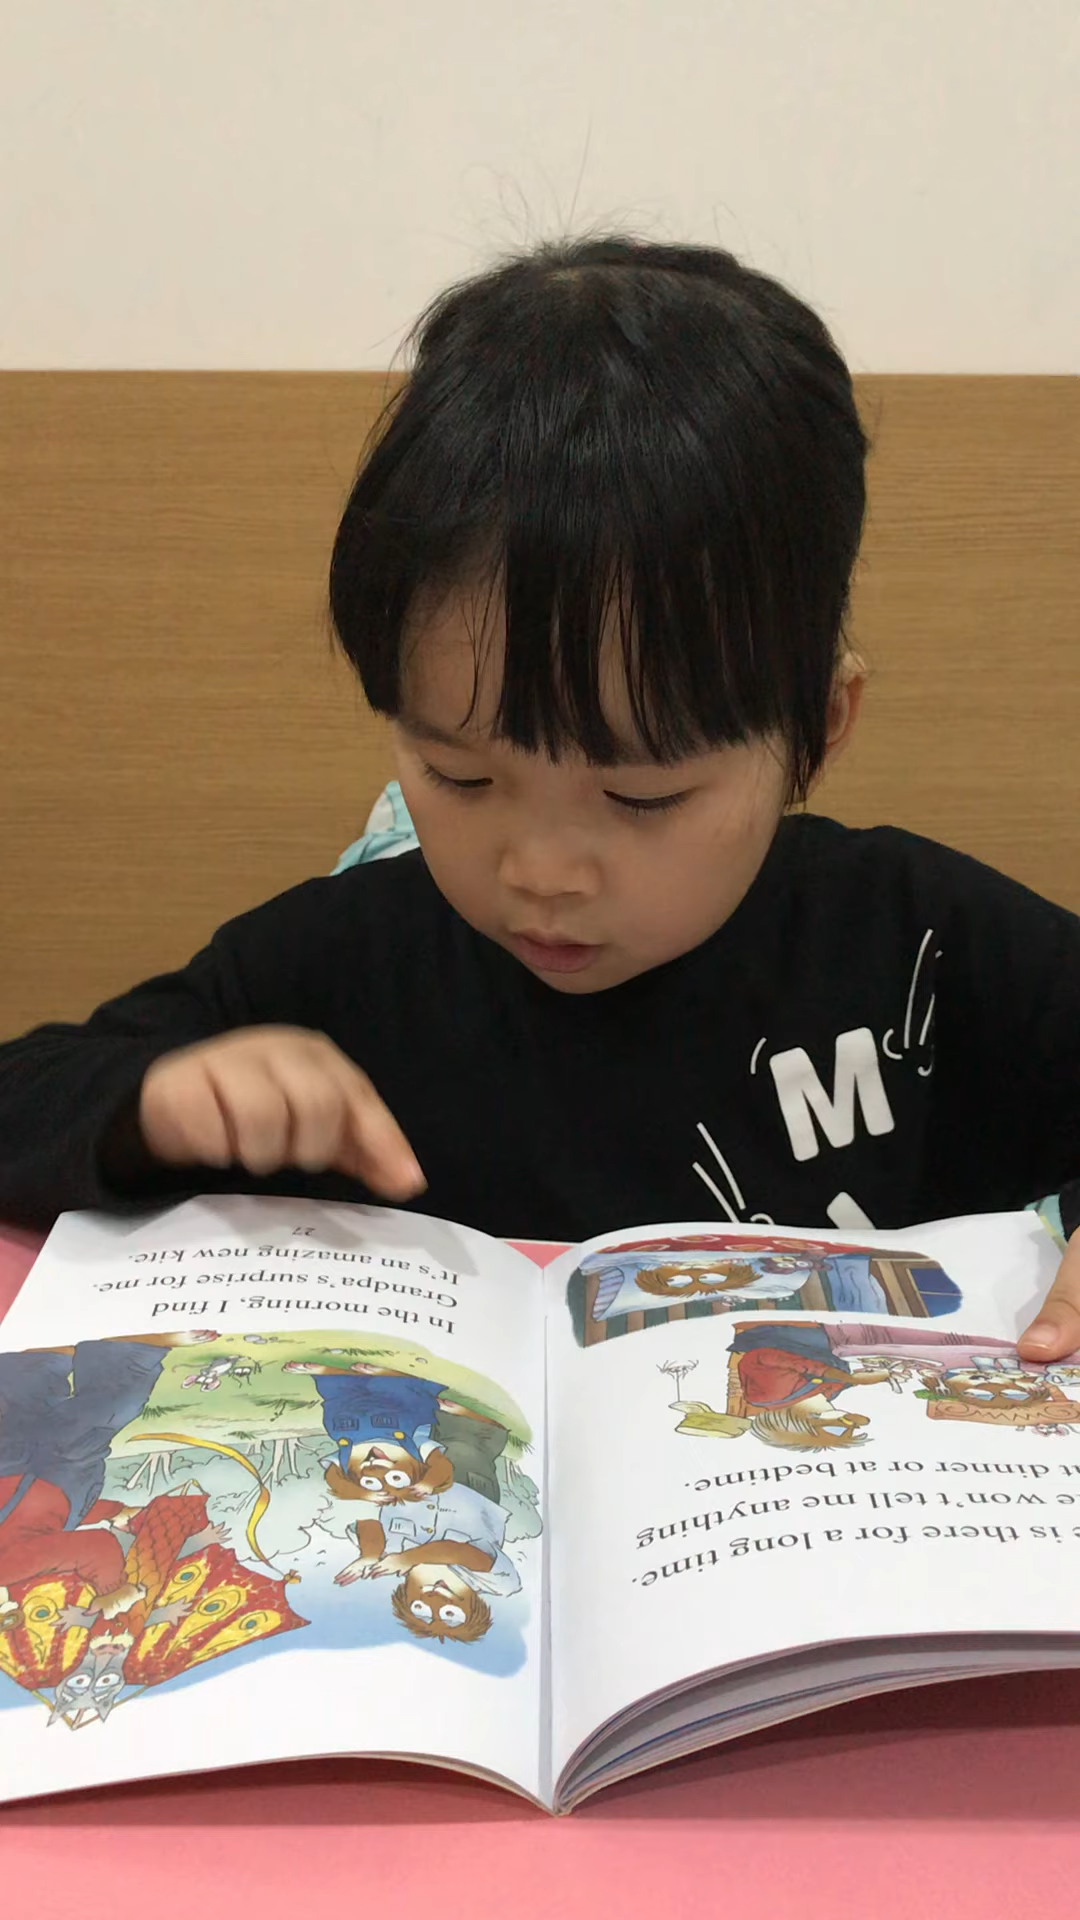 is there for a long time.
won't tell me anything
dinner or at bedtime.
In the morning, I find
Grandpa's surprise for me.
It's an amazing new kite.
27
M